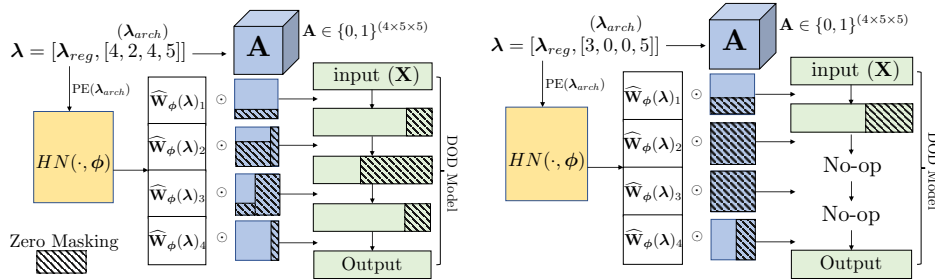 (λ_arch)
λ = [λ_reg, [4, 2, 4, 5]]
A
A ∈ {0, 1}^(4×5×5)
PE(λ_arch)
HN(·, ϕ)
Ŵ_ϕ(λ)_1 ⊙
Ŵ_ϕ(λ)_2 ⊙
Ŵ_ϕ(λ)_3 ⊙
Ŵ_ϕ(λ)_4 ⊙
input (X)
Output
DOD Model
Zero Masking
(λ_arch)
λ = [λ_reg, [3, 0, 0, 5]]
A
A ∈ {0, 1}^(4×5×5)
PE(λ_arch)
HN(·, ϕ)
Ŵ_ϕ(λ)_1 ⊙
Ŵ_ϕ(λ)_2 ⊙
Ŵ_ϕ(λ)_3 ⊙
Ŵ_ϕ(λ)_4 ⊙
input (X)
No-op
No-op
Output
DOD Model